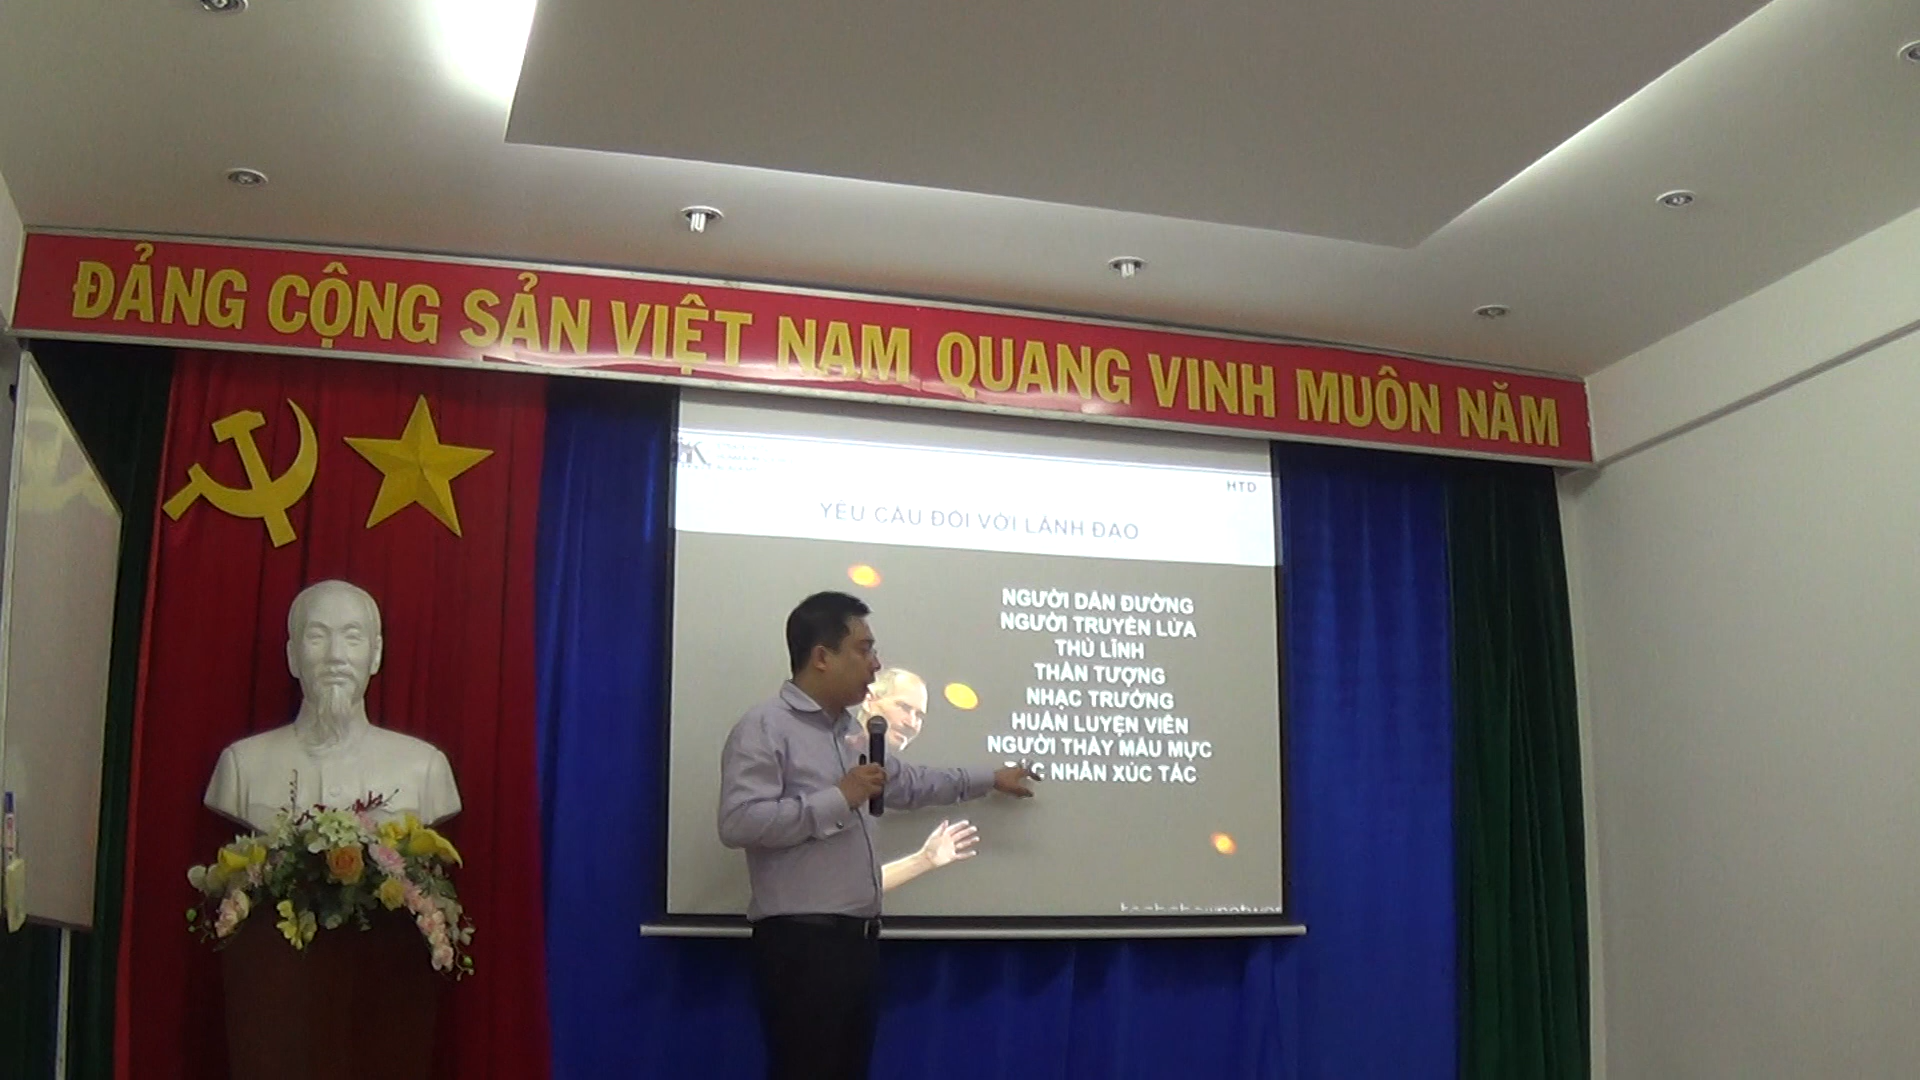 ĐẢNG CỘNG SẢN VIỆT NAM QUANG VINH MUÔN NĂM
HTD
YÊU CẦU ĐỐI VỚI LÃNH ĐẠO
NGƯỜI DẪN ĐƯỜNG
NGƯỜI TRUYỀN LỬA
THỦ LĨNH
THẦN TƯỢNG
NHẠC TRƯỞNG
HUẤN LUYỆN VIÊN
NGƯỜI THẦY MẪU MỰC
TÁC NHÂN XÚC TÁC